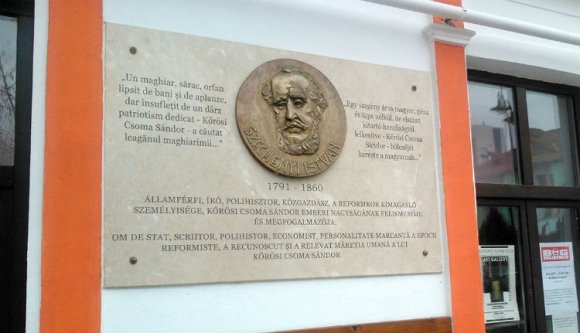 „Un maghiar, sărac, orfan
lipsit de bani și de aplauze,
dar însuflețit de un dârz
patriotism dedicat - Kőrösi
Csoma Sándor - a căutat
leagănul maghiarimii...”
SZÉCHENYI ISTVÁN
„Egy szegény árva magyar, pénz
és taps nélkül, de elszánt
kitartó hazafiságtól
lelkesítve - Kőrösi Csoma
Sándor - bölcsőjét
kereste a magyarnak...”
1791 - 1860
ÁLLAMFÉRFI, ÍRÓ, POLIHISZTOR, KÖZGAZDÁSZ, A REFORMKOR KIMAGASLÓ
SZEMÉLYISÉGE, KŐRÖSI CSOMA SÁNDOR EMBERI NAGYSÁGÁNAK FELISMERŐJE
ÉS MEGFOGALMAZÓJA.
OM DE STAT, SCRIITOR, POLIHISTOR, ECONOMIST, PERSONALITATE MARCANTĂ A EPOCII
REFORMISTE, A RECUNOSCUT ȘI A RELEVAT MĂREȚIA UMANĂ A LUI
KŐRÖSI CSOMA SÁNDOR
ART GALLERY
BIG